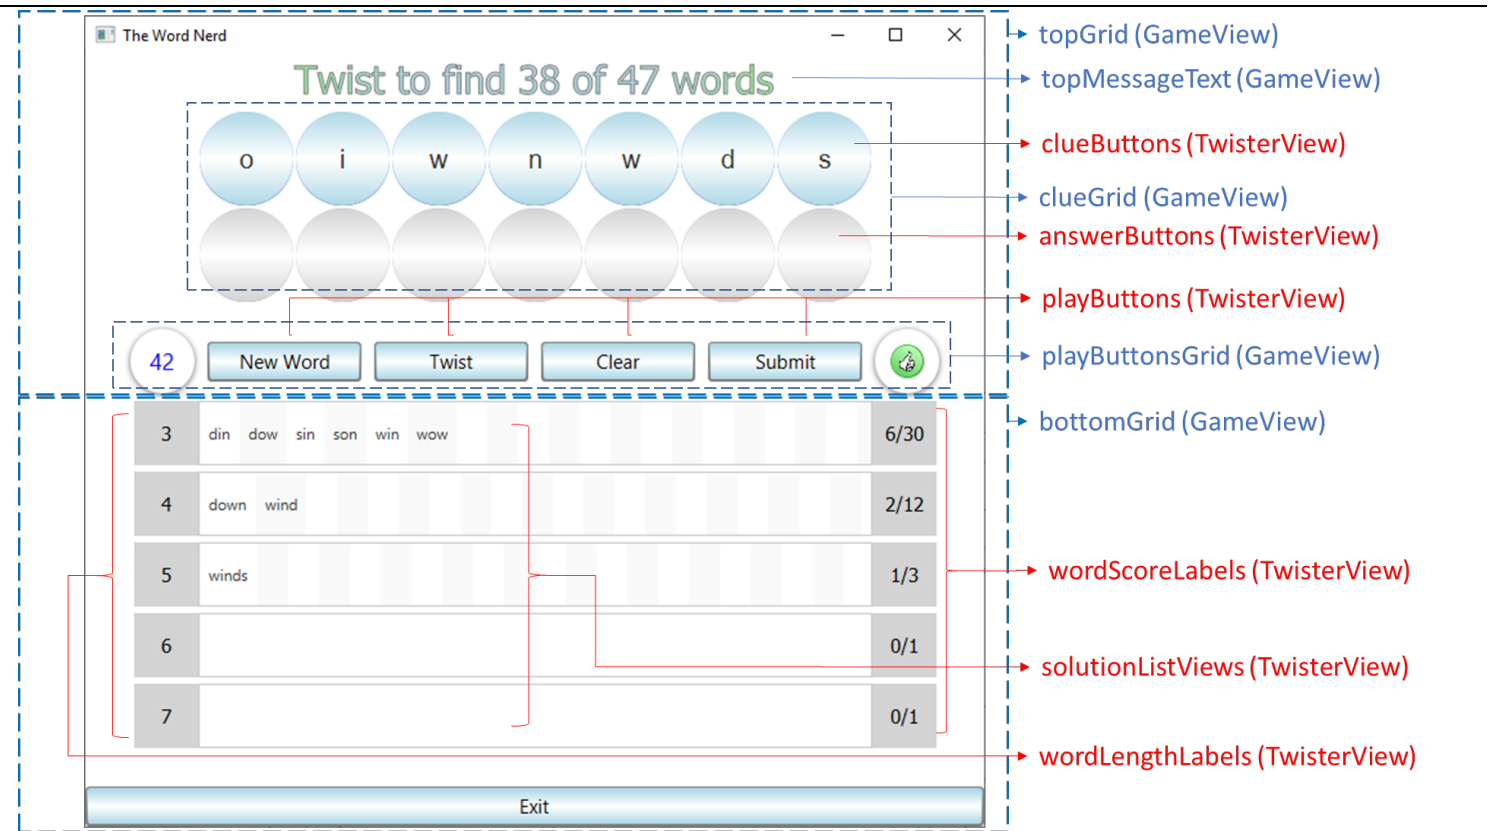 The Word Nerd
topGrid (GameView)
Twist to find 38 of 47 words
topMessageText (GameView)
o i w n w d s
clueButtons (TwisterView)
clueGrid (GameView)
answerButtons (TwisterView)
playButtons (TwisterView)
42 New Word Twist Clear Submit
playButtonsGrid (GameView)
bottomGrid (GameView)
3 din dow sin son win wow 6/30
4 down wind 2/12
5 winds 1/3
wordScoreLabels (TwisterView)
6 0/1
solutionListViews (TwisterView)
7 0/1
wordLengthLabels (TwisterView)
Exit